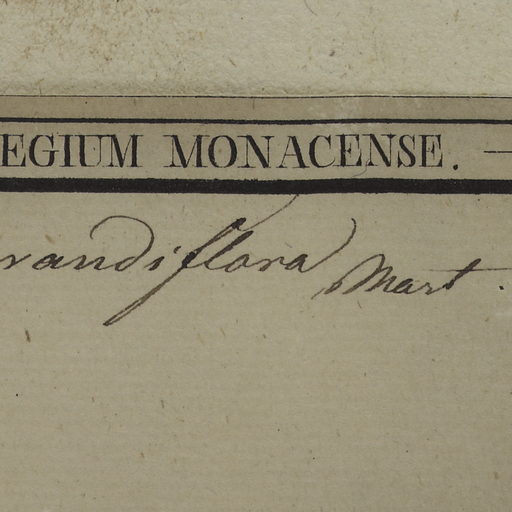 EGIUM MONACENSE. —
randiflora Mart